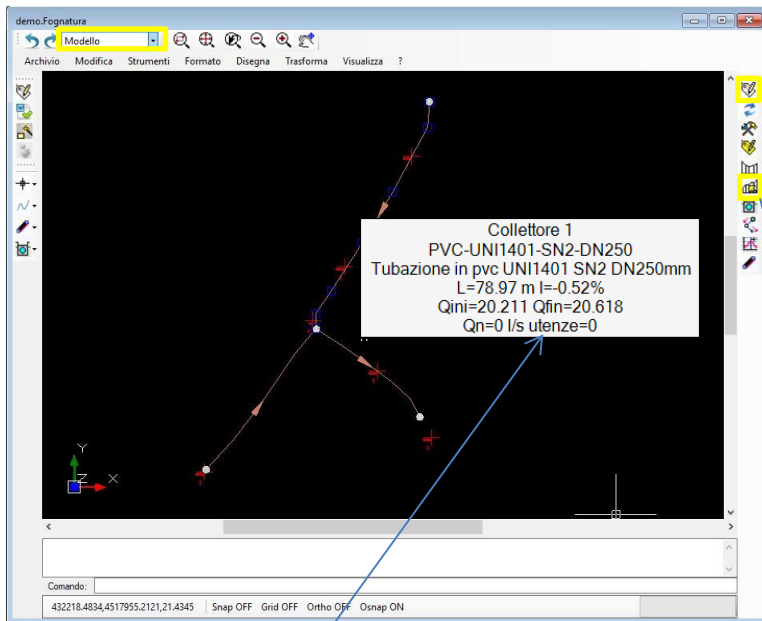 demo.Fognatura
Modello
Archivio Modifica Strumenti Formato Disegna Trasforma Visualizza ?
Collettore 1
PVC-UNI1401-SN2-DN250
Tubazione in pvc UNI1401 SN2 DN250mm
L=78.97 m I=-0.52%
Qini=20.211 Qfin=20.618
Qn=0 l/s utenze=0
Y
Z X
Comando:
432218.4834,4517955.2121,21.4345 Snap OFF Grid OFF Ortho OFF Osnap ON